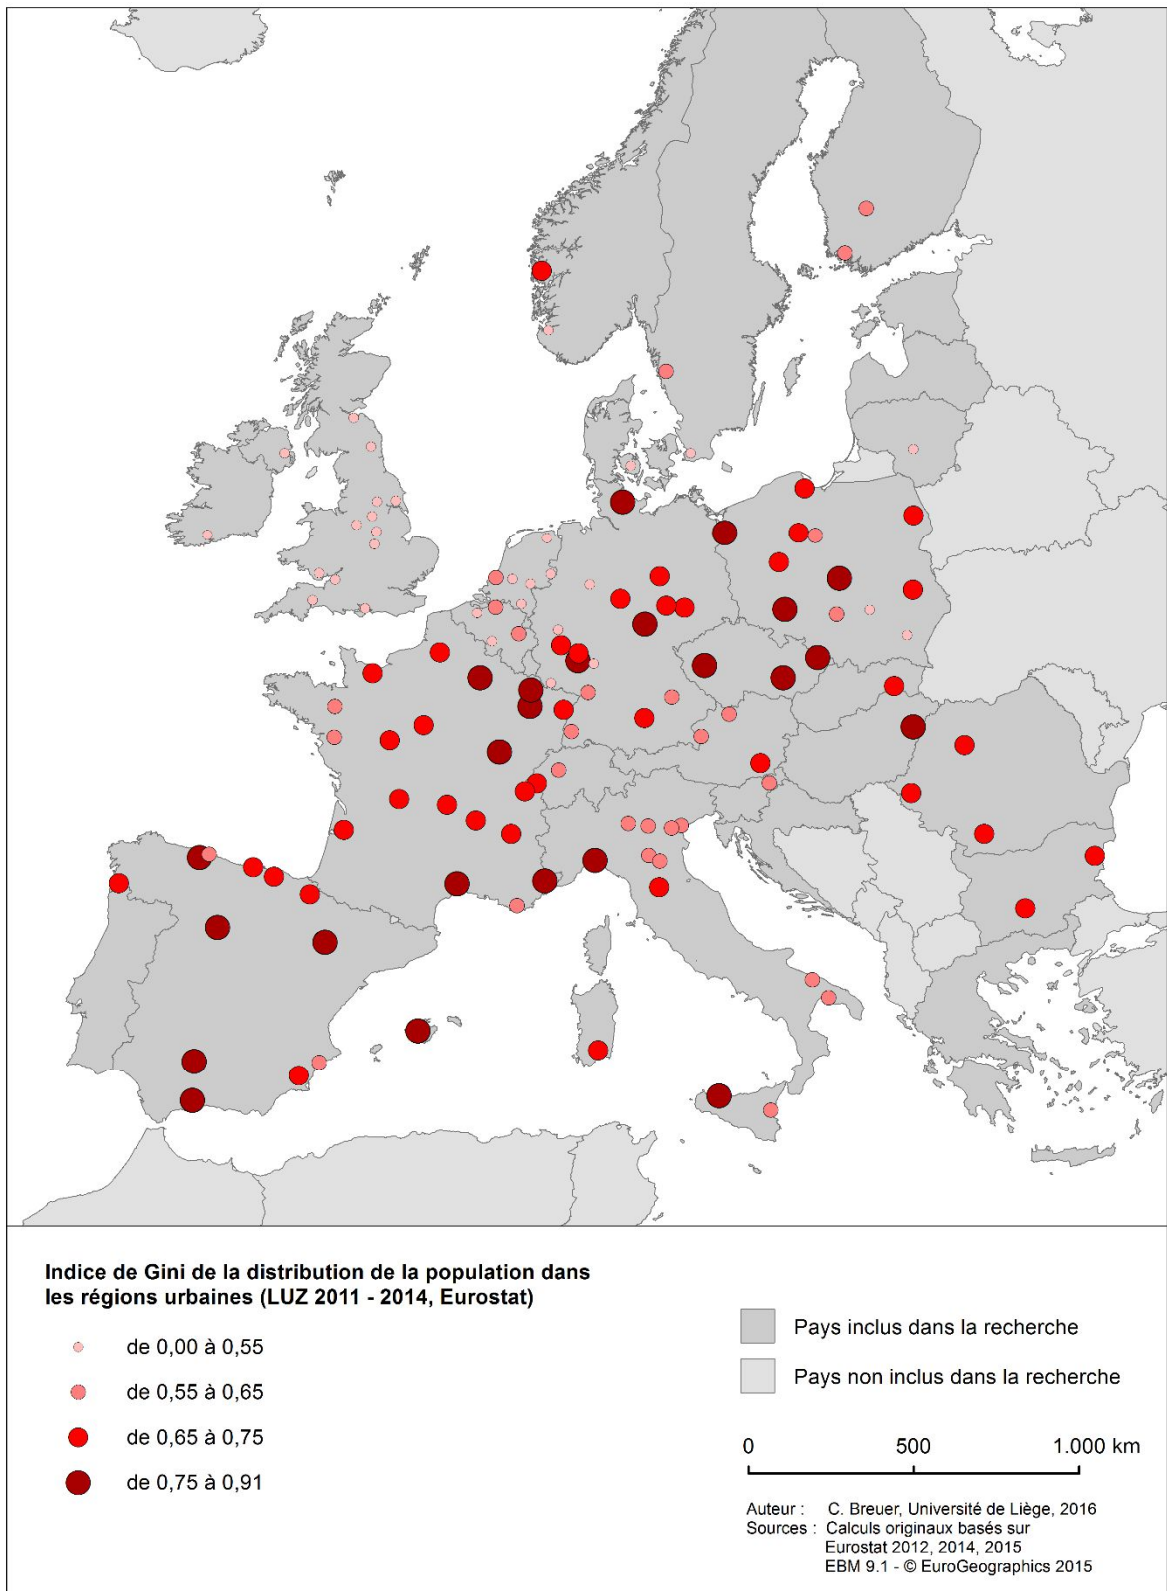 Indice de Gini de la distribution de la population dans
les régions urbaines (LUZ 2011 - 2014, Eurostat)
de 0,00 à 0,55
de 0,55 à 0,65
de 0,65 à 0,75
de 0,75 à 0,91
Pays inclus dans la recherche
Pays non inclus dans la recherche
0 500 1.000 km
Auteur : C. Breuer, Université de Liège, 2016
Sources : Calculs originaux basés sur
Eurostat 2012, 2014, 2015
EBM 9.1 - © EuroGeographics 2015